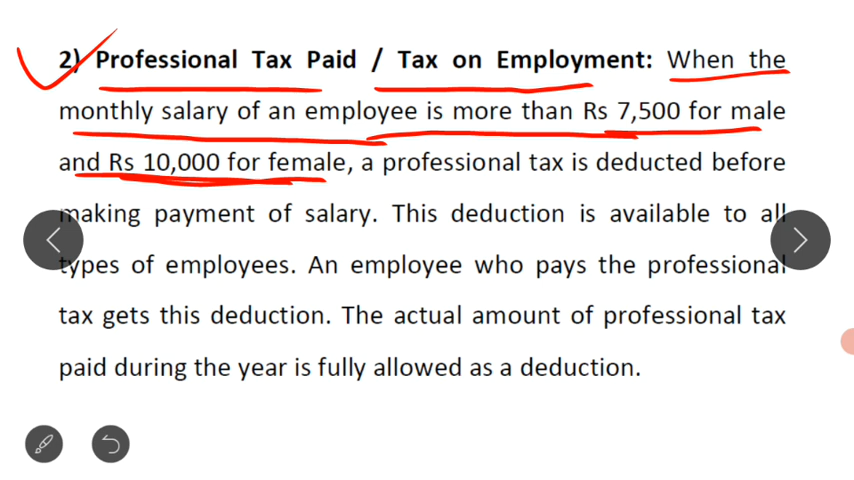 2) Professional Tax Paid / Tax on Employment: When the
monthly salary of an employee is more than Rs 7,500 for male
and Rs 10,000 for female, a professional tax is deducted before
making payment of salary. This deduction is available to all
types of employees. An employee who pays the professional
tax gets this deduction. The actual amount of professional tax
paid during the year is fully allowed as a deduction.